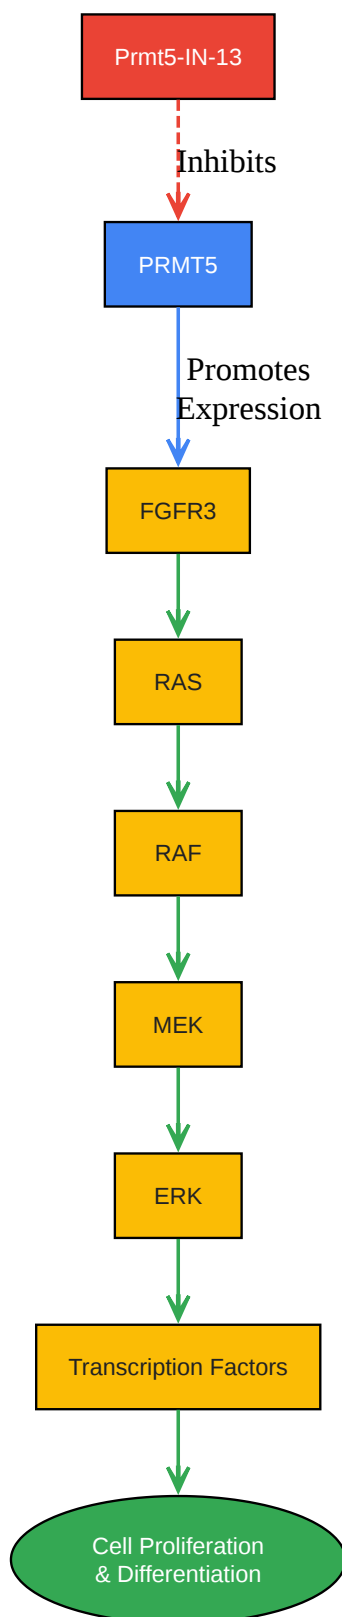 Prmt5-IN-13
Inhibits
PRMT5
Promotes
Expression
FGFR3
RAS
RAF
MEK
ERK
Transcription Factors
Cell Proliferation
& Differentiation